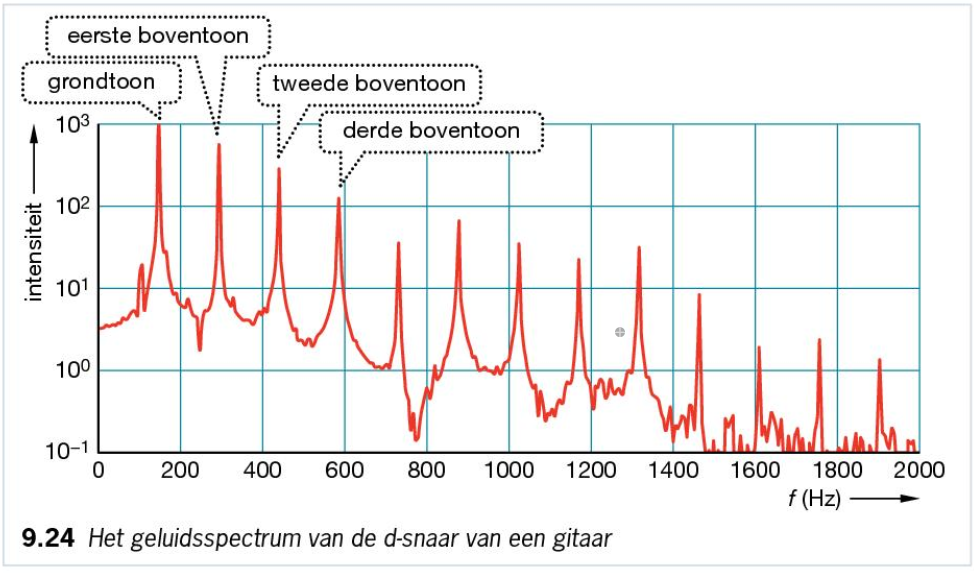 eerste boventoon
grondtoon
tweede boventoon
derde boventoon
10³
10²
10¹
10⁰
10⁻¹
intensiteit
0 200 400 600 800 1000 1200 1400 1600 1800 2000
f (Hz)
9.24 Het geluidsspectrum van de d-snaar van een gitaar